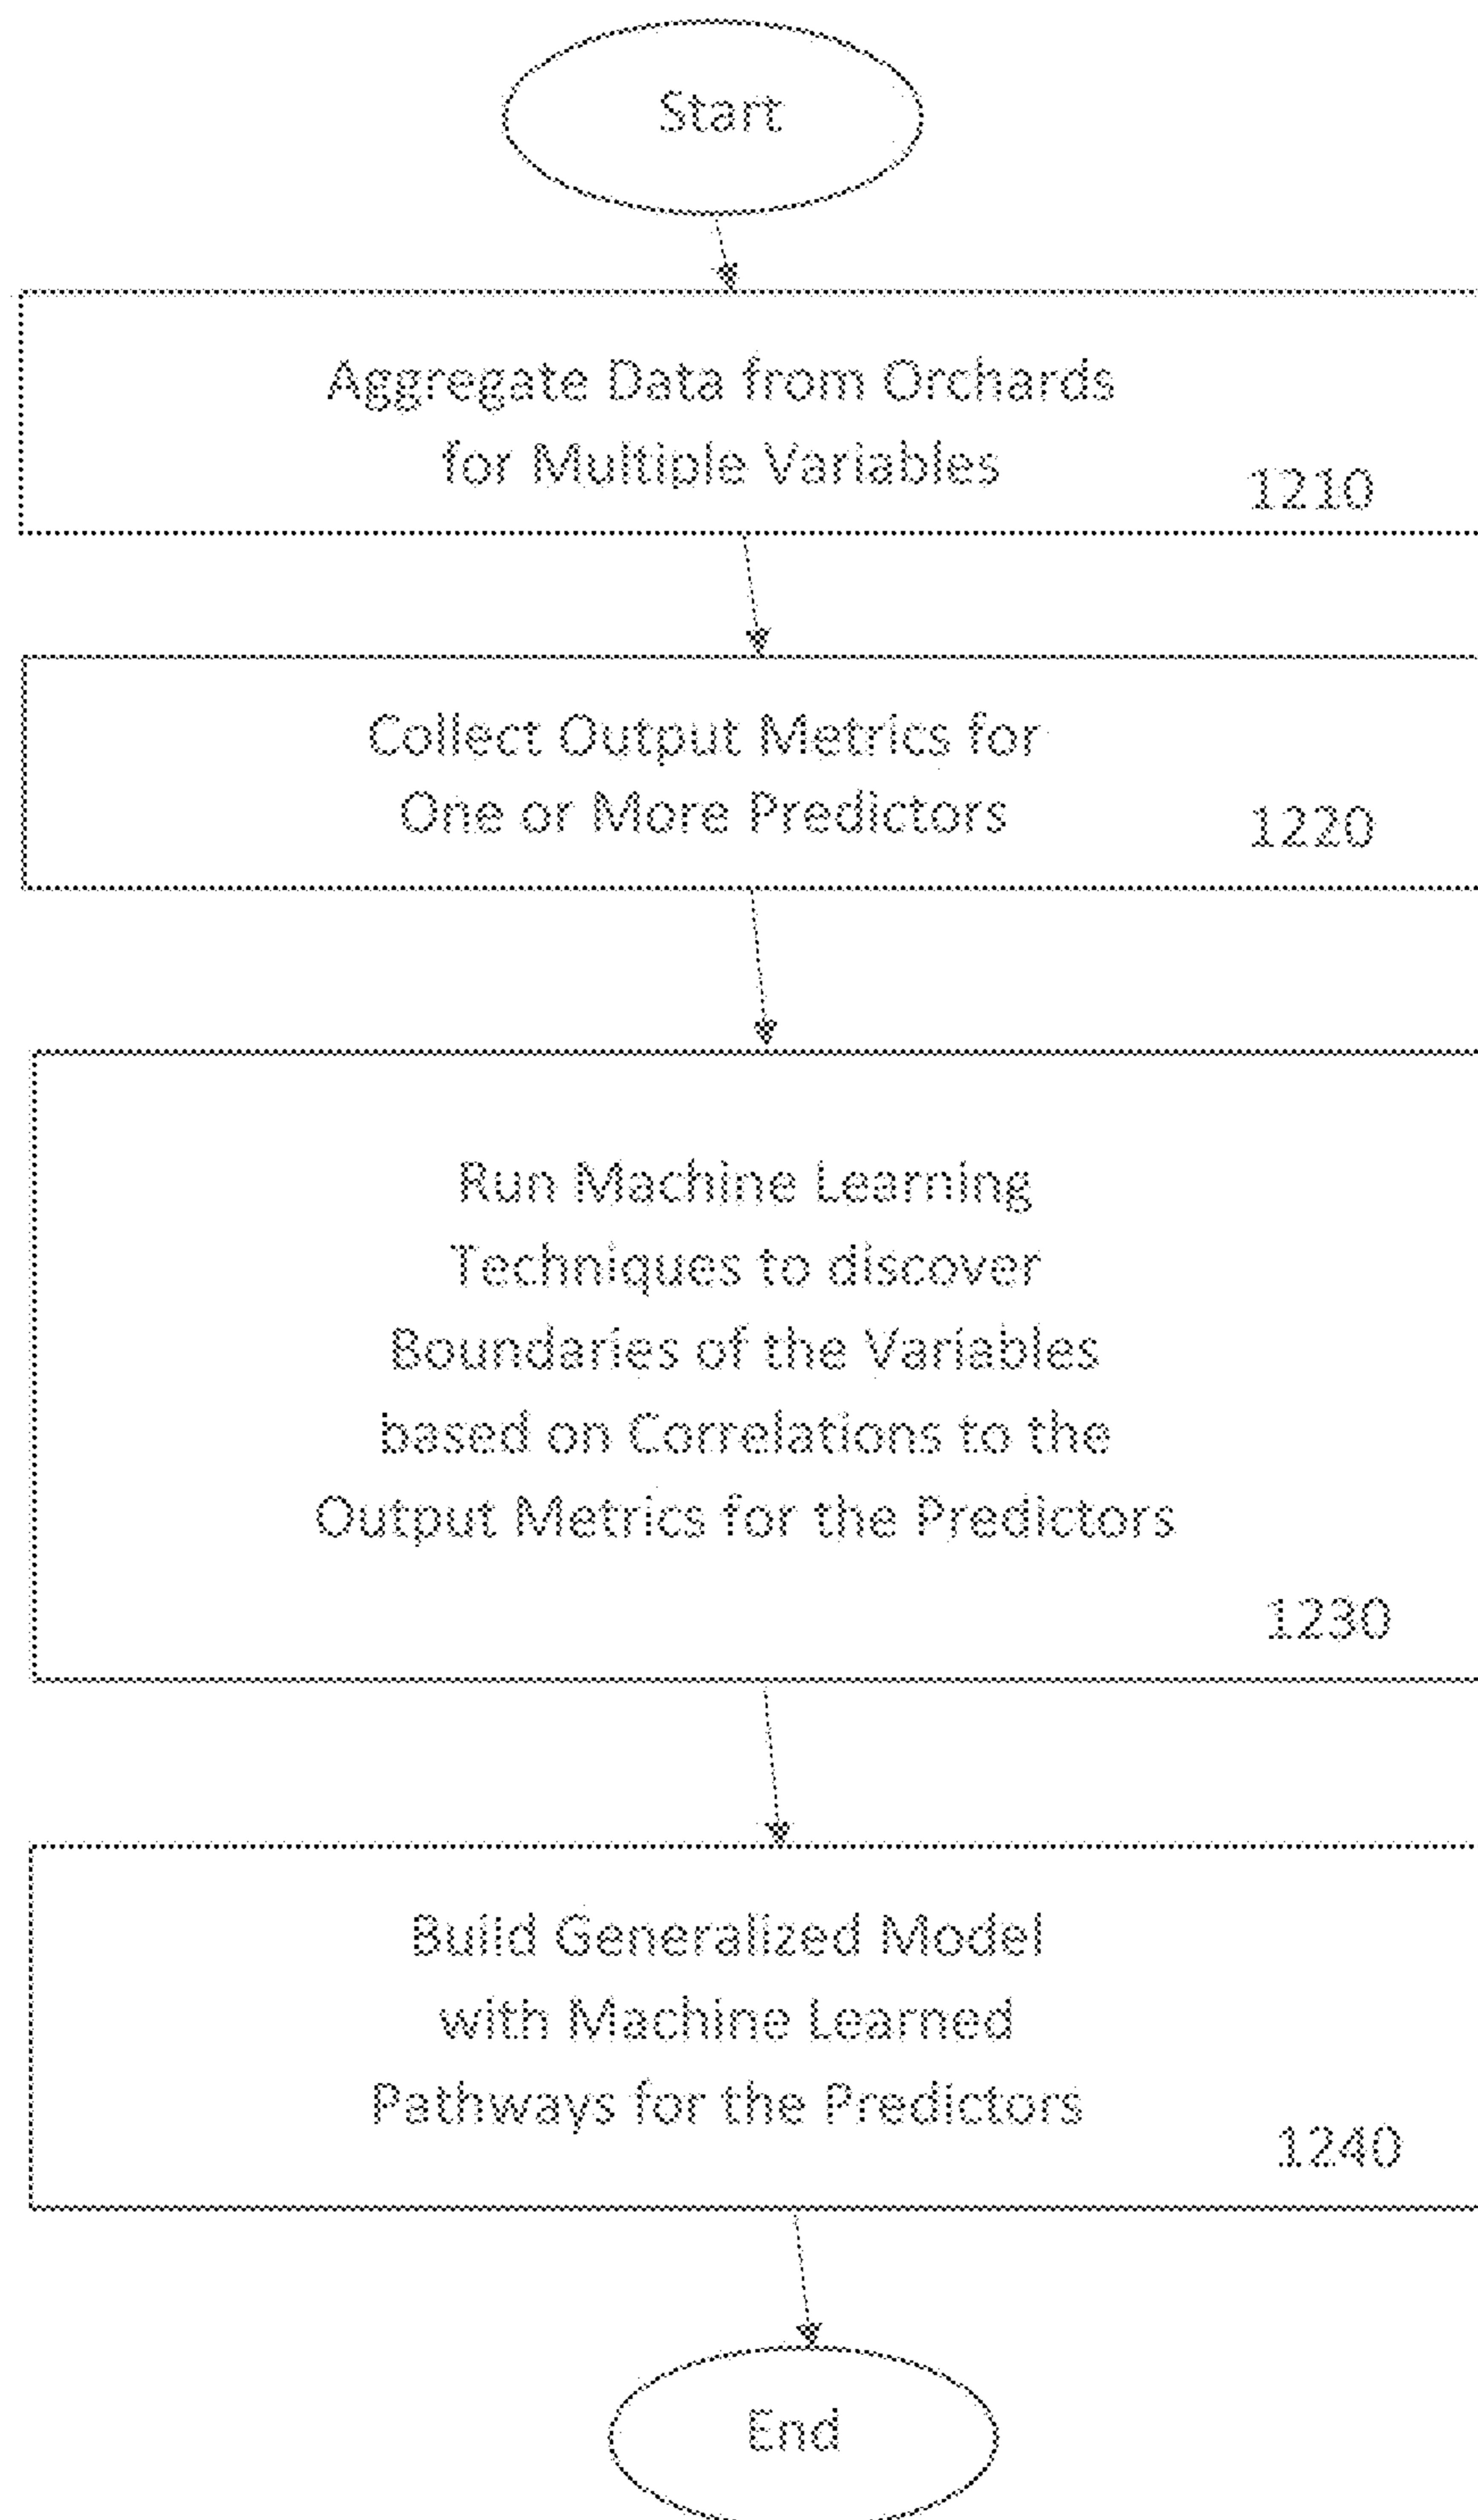 Start
Aggregate Data from Orchards
for Multiple Variables
1210
Collect Output Metrics for
One or More Predictors
1220
Run Machine Learning
Techniques to discover
Boundaries of the Variables
based on Correlations to the
Output Metrics for the Predictors
1230
Build Generalized Model
with Machine Learned
Pathways for the Predictors
1240
End